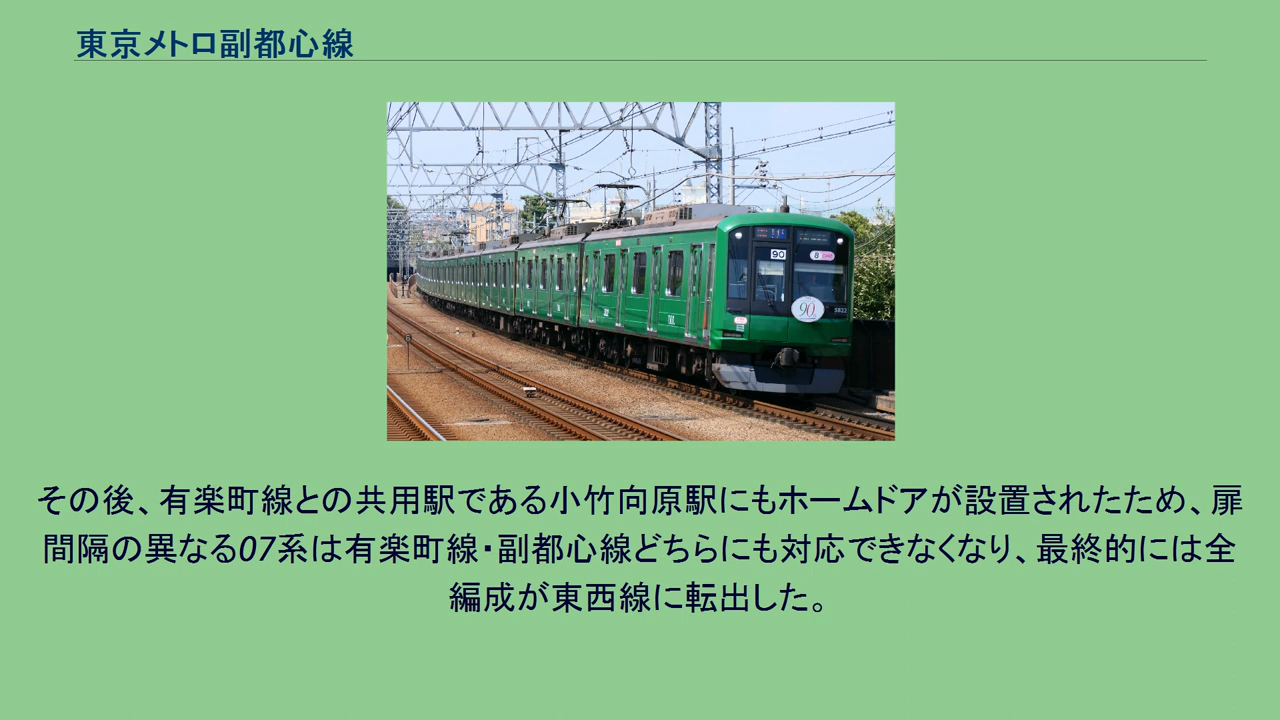 東京メトロ副都心線
90
8
90
5822
その後、有楽町線との共用駅である小竹向原駅にもホームドアが設置されたため、扉
間隔の異なる07系は有楽町線・副都心線どちらにも対応できなくなり、最終的には全
編成が東西線に転出した。